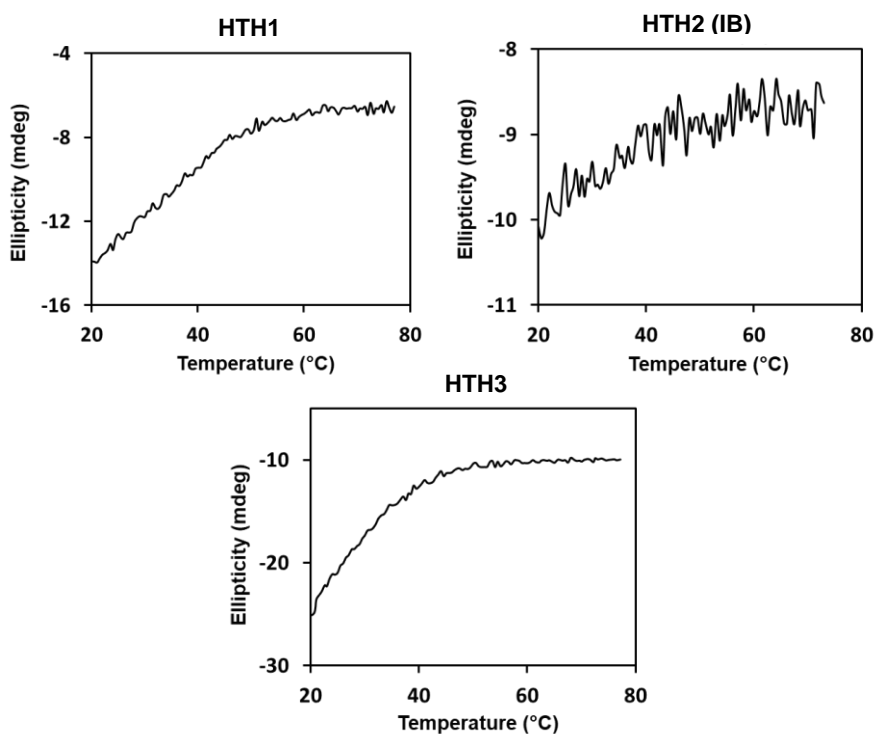 HTH1
-4
-8
-12
-16
20 40 60 80
Ellipticity (mdeg)
Temperature (°C)
HTH2 (IB)
-8
-9
-10
-11
20 40 60 80
Ellipticity (mdeg)
Temperature (°C)
HTH3
-10
-20
-30
20 40 60 80
Ellipticity (mdeg)
Temperature (°C)